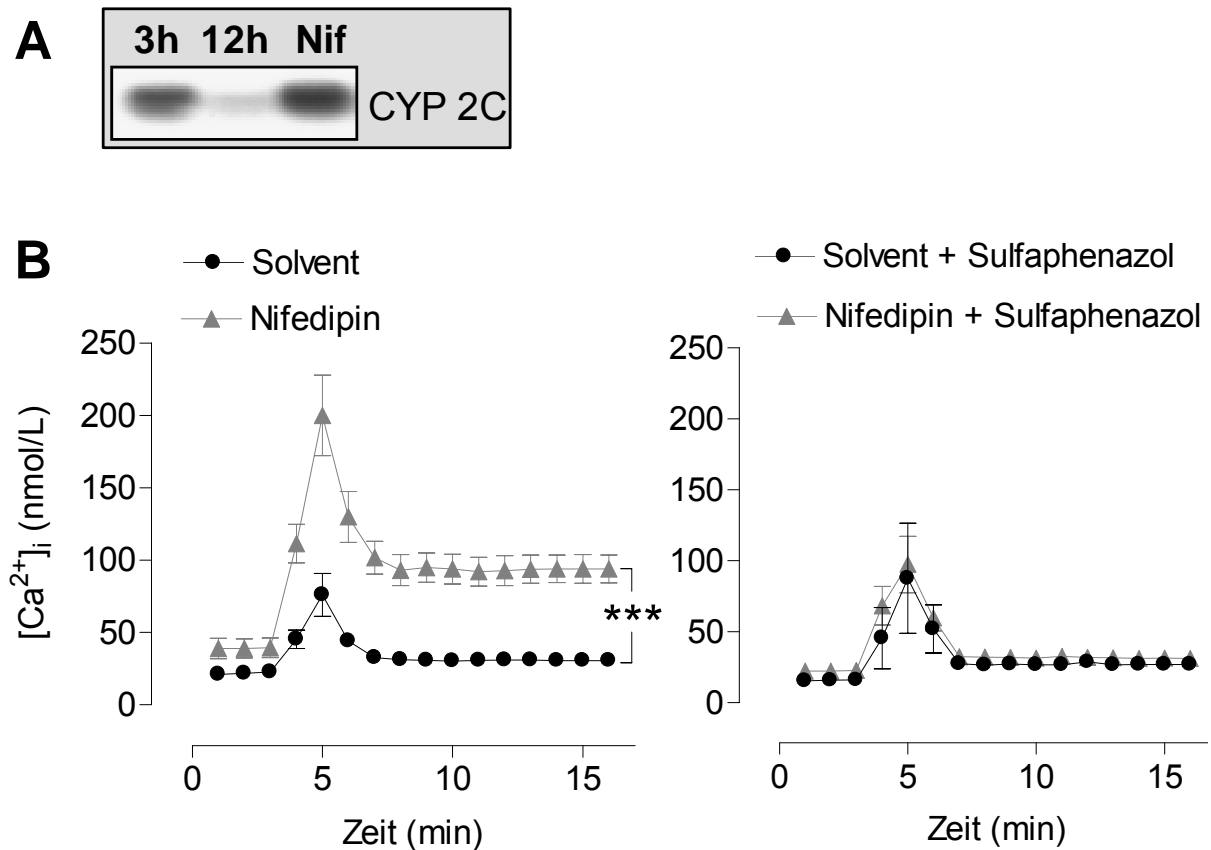 A
3h 12h Nif
CYP 2C
B
Solvent
Nifedipin
250
200
150
100
50
0
[Ca²⁺]ᵢ (nmol/L)
***
0 5 10 15
Zeit (min)
Solvent + Sulfaphenazol
Nifedipin + Sulfaphenazol
250
200
150
100
50
0
0 5 10 15
Zeit (min)